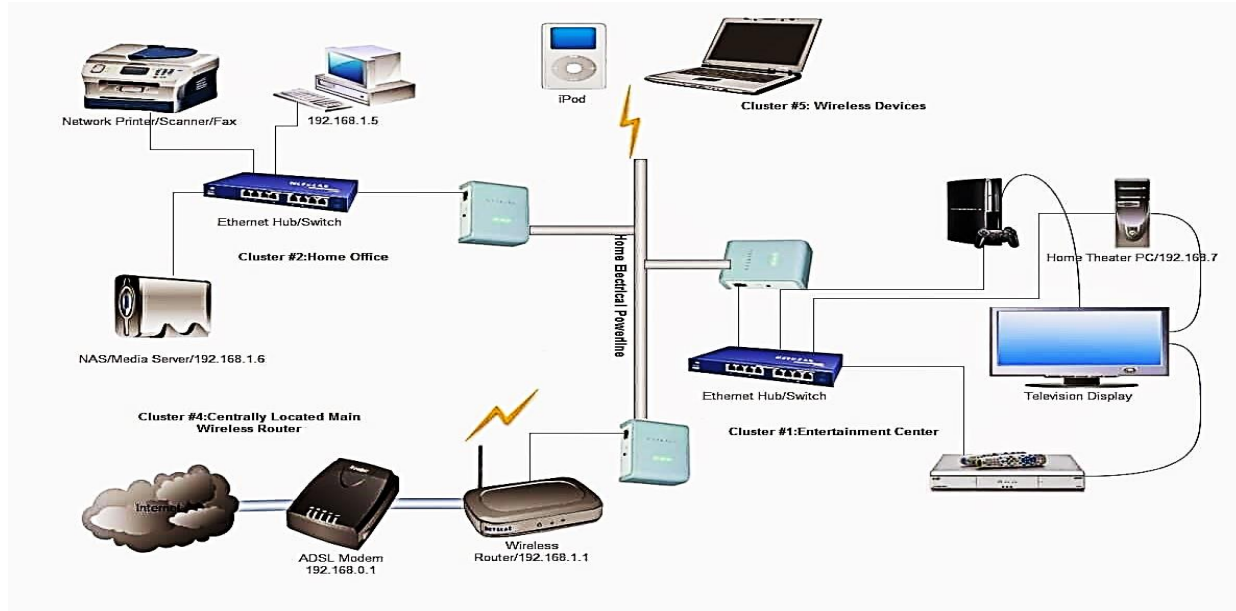 iPod
Cluster #5: Wireless Devices
Network Printer/Scanner/Fax
192.168.1.5
NETGEAR
Ethernet Hub/Switch
Cluster #2:Home Office
Home Electrical Powerline
Home Theater PC/192.168.7
NAS/Media Server/192.168.1.6
NETGEAR
Ethernet Hub/Switch
Television Display
Cluster #4:Centrally Located Main
Wireless Router
Cluster #1:Entertainment Center
Internet
NETGEAR
ADSL Modem
192.168.0.1
Wireless
Router/192.168.1.1